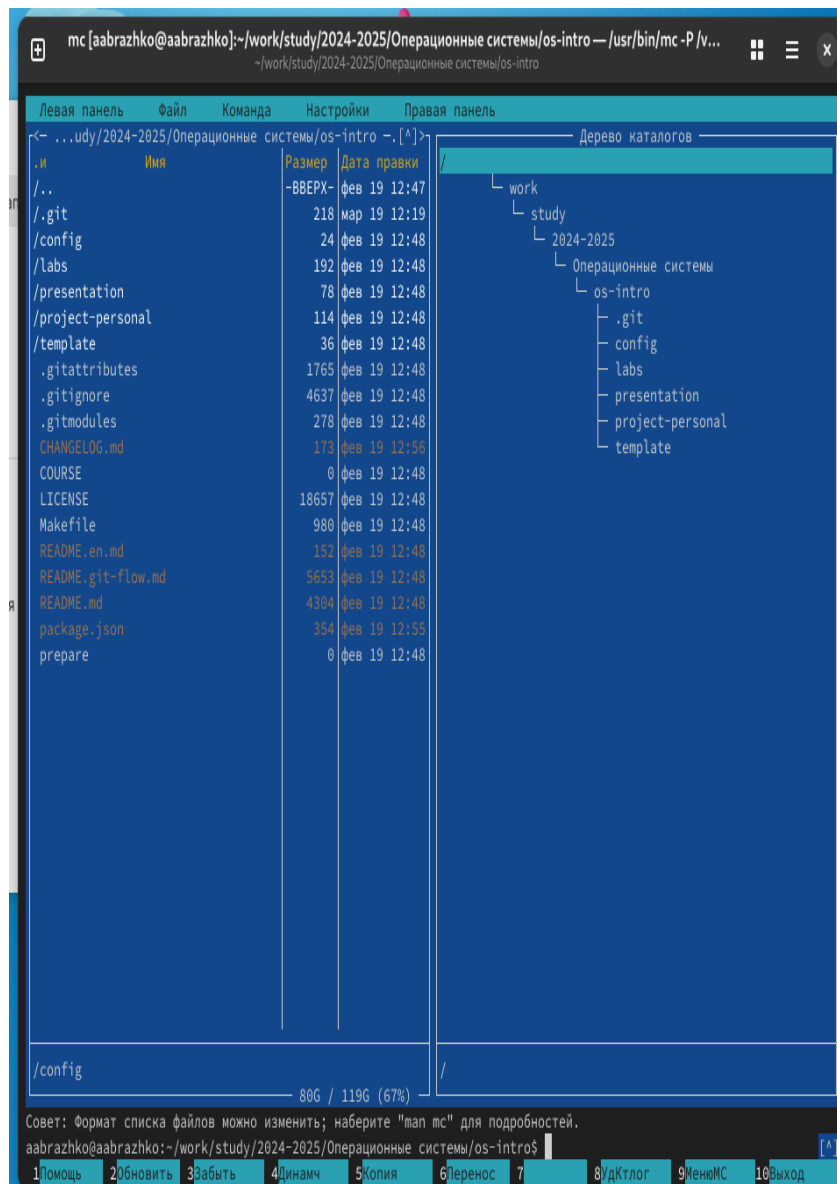 mc [aabrazhko@aabrazhko]:~/work/study/2024-2025/Операционные системы/os-intro — /usr/bin/mc -P /v...
~/work/study/2024-2025/Операционные системы/os-intro
Левая панель Файл Команда Настройки Правая панель
<— ...udy/2024-2025/Операционные системы/os-intro —.[^]>
.и Имя Размер Дата правки
/.. -ВВЕРХ- фев 19 12:47
/.git 218 мар 19 12:19
/config 24 фев 19 12:48
/labs 192 фев 19 12:48
/presentation 78 фев 19 12:48
/project-personal 114 фев 19 12:48
/template 36 фев 19 12:48
.gitattributes 1765 фев 19 12:48
.gitignore 4637 фев 19 12:48
.gitmodules 278 фев 19 12:48
CHANGELOG.md 173 фев 19 12:56
COURSE 0 фев 19 12:48
LICENSE 18657 фев 19 12:48
Makefile 980 фев 19 12:48
README.en.md 152 фев 19 12:48
README.git-flow.md 5653 фев 19 12:48
README.md 4304 фев 19 12:48
package.json 354 фев 19 12:55
prepare 0 фев 19 12:48
/config
80G / 119G (67%)
Дерево каталогов
/
work
study
2024-2025
Операционные системы
os-intro
.git
config
labs
presentation
project-personal
template
/
Совет: Формат списка файлов можно изменить; наберите "man mc" для подробностей.
aabrazhko@aabrazhko:~/work/study/2024-2025/Операционные системы/os-intro$ [^]
1Помощь 2Обновить 3Забыть 4Динамч 5Копия 6Перенос 7 8УдКтлог 9МенюMC 10Выход